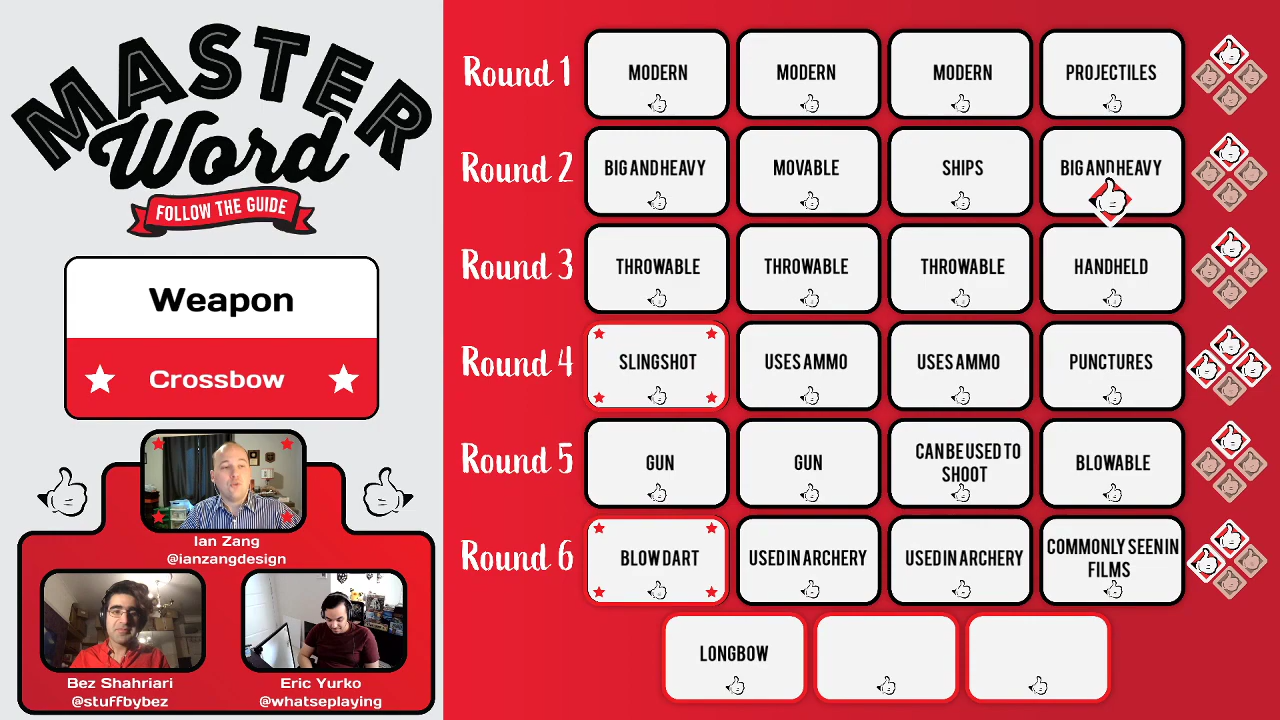 MASTER
Word
FOLLOW THE GUIDE
Weapon
Crossbow
Ian Zang
@ianzangdesign
Bez Shahriari
@stuffbybez
Eric Yurko
@whatseplaying
Round 1
MODERN
MODERN
MODERN
PROJECTILES
Round 2
BIG AND HEAVY
MOVABLE
SHIPS
BIG AND HEAVY
Round 3
THROWABLE
THROWABLE
THROWABLE
HANDHELD
Round 4
SLINGSHOT
USES AMMO
USES AMMO
PUNCTURES
Round 5
GUN
GUN
CAN BE USED TO
SHOOT
BLOWABLE
Round 6
BLOW DART
USED IN ARCHERY
USED IN ARCHERY
COMMONLY SEEN IN
FILMS
LONGBOW